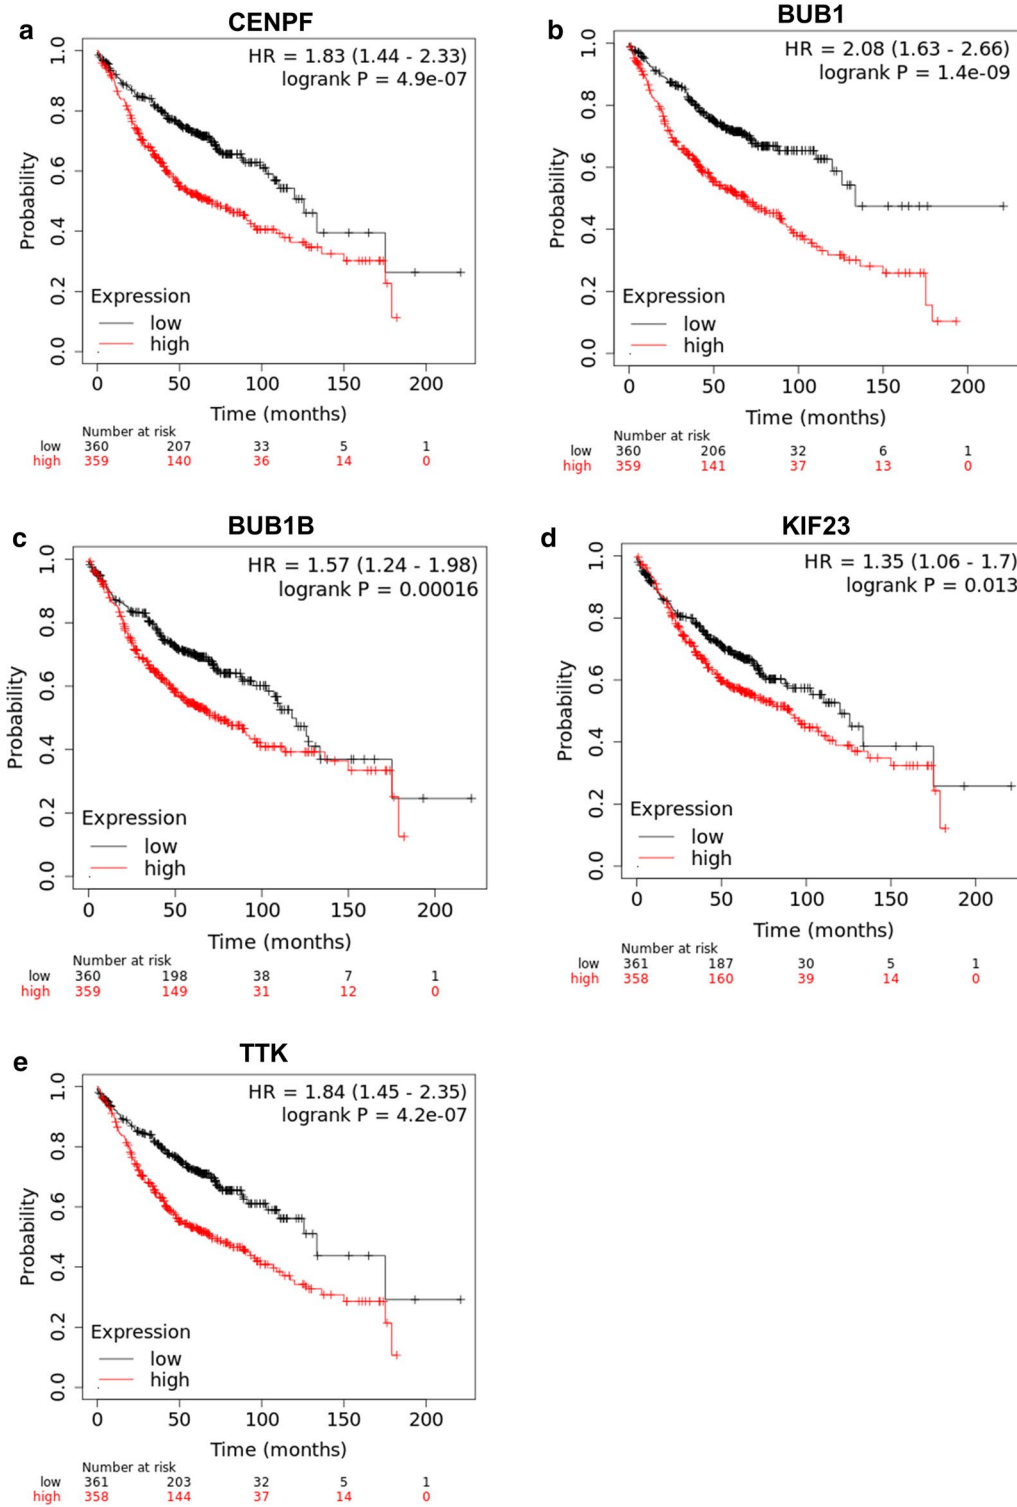 a
CENPF
HR = 1.83 (1.44 - 2.33)
logrank P = 4.9e-07
Probability
1.0
0.8
0.6
0.4
0.2
0.0
Expression
low
high
0 50 100 150 200
Time (months)
Number at risk
low 360 207 33 5 1
high 359 140 36 14 0
b
BUB1
HR = 2.08 (1.63 - 2.66)
logrank P = 1.4e-09
Probability
1.0
0.8
0.6
0.4
0.2
0.0
Expression
low
high
0 50 100 150 200
Time (months)
Number at risk
low 360 206 32 6 1
high 359 141 37 13 0
c
BUB1B
HR = 1.57 (1.24 - 1.98)
logrank P = 0.00016
Probability
1.0
0.8
0.6
0.4
0.2
0.0
Expression
low
high
0 50 100 150 200
Time (months)
Number at risk
low 360 198 38 7 1
high 359 149 31 12 0
d
KIF23
HR = 1.35 (1.06 - 1.7)
logrank P = 0.013
Probability
1.0
0.8
0.6
0.4
0.2
0.0
Expression
low
high
0 50 100 150 200
Time (months)
Number at risk
low 361 187 30 5 1
high 358 160 39 14 0
e
TTK
HR = 1.84 (1.45 - 2.35)
logrank P = 4.2e-07
Probability
1.0
0.8
0.6
0.4
0.2
0.0
Expression
low
high
0 50 100 150 200
Time (months)
Number at risk
low 361 203 32 5 1
high 358 144 37 14 0